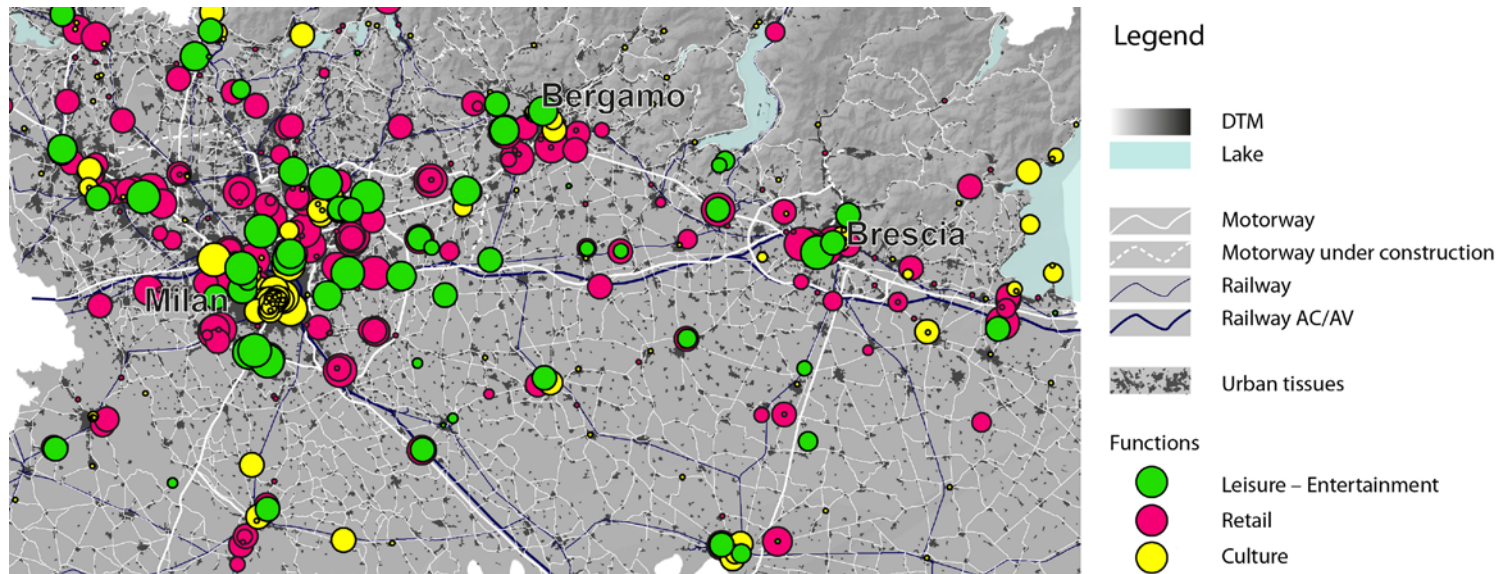 Bergamo
Brescia
Milan
Legend
DTM
Lake
Motorway
Motorway under construction
Railway
Railway AC/AV
Urban tissues
Functions
Leisure – Entertainment
Retail
Culture